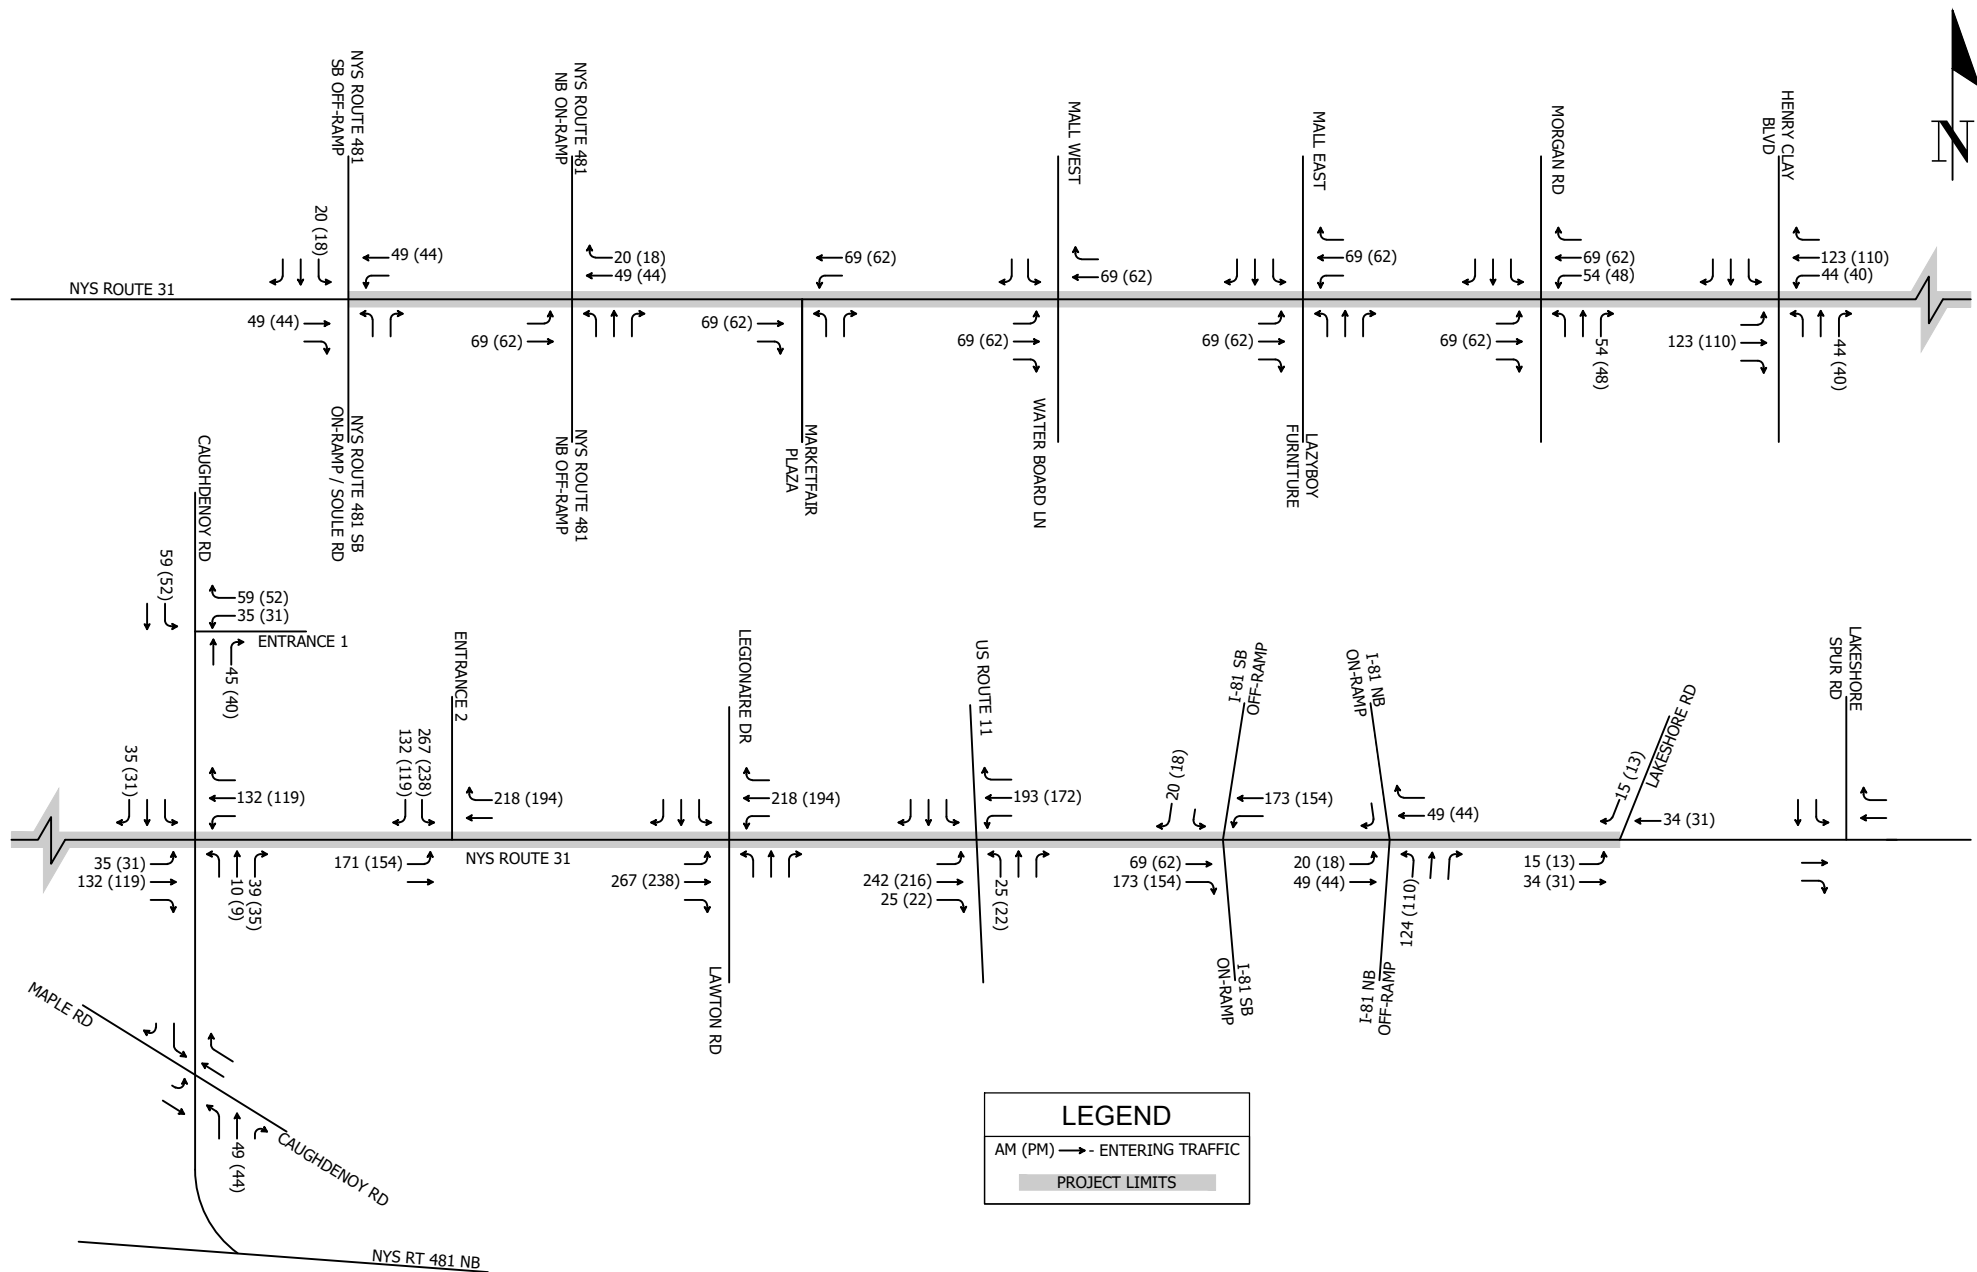 NYS ROUTE 481
SB OFF-RAMP
NYS ROUTE 481
NB ON-RAMP
MALL WEST
MALL EAST
MORGAN RD
HENRY CLAY
BLVD
N
NYS ROUTE 31
20 (18)
49 (44)
49 (44)
20 (18)
49 (44)
69 (62)
69 (62)
69 (62)
69 (62)
69 (62)
69 (62)
69 (62)
69 (62)
54 (48)
69 (62)
54 (48)
123 (110)
44 (40)
123 (110)
44 (40)
NYS ROUTE 481 SB
ON-RAMP / SOULE RD
NYS ROUTE 481
NB OFF-RAMP
MARKETFAIR
PLAZA
WATER BOARD LN
LAZYBOY
FURNITURE
CAUGHDENOY RD
59 (52)
59 (52)
35 (31)
ENTRANCE 1
45 (40)
ENTRANCE 2
LEGIONAIRE DR
US ROUTE 11
I-81 SB
OFF-RAMP
I-81 NB
ON-RAMP
LAKESHORE RD
LAKESHORE
SPUR RD
35 (31)
132 (119)
35 (31)
132 (119)
10 (9)
39 (35)
267 (238)
132 (119)
218 (194)
171 (154)
NYS ROUTE 31
218 (194)
267 (238)
193 (172)
242 (216)
25 (22)
25 (22)
20 (18)
173 (154)
69 (62)
173 (154)
49 (44)
20 (18)
49 (44)
124 (110)
15 (13)
34 (31)
15 (13)
34 (31)
LAWTON RD
I-81 SB
ON-RAMP
I-81 NB
OFF-RAMP
MAPLE RD
49 (44)
CAUGHDENOY RD
NYS RT 481 NB
LEGEND
AM (PM) - ENTERING TRAFFIC
PROJECT LIMITS